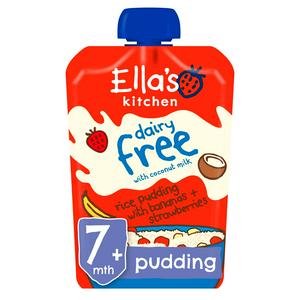 Ella's
kitchen
dairy
free
with coconut milk
rice pudding
with bananas +
strawberries
7+
mth
pudding